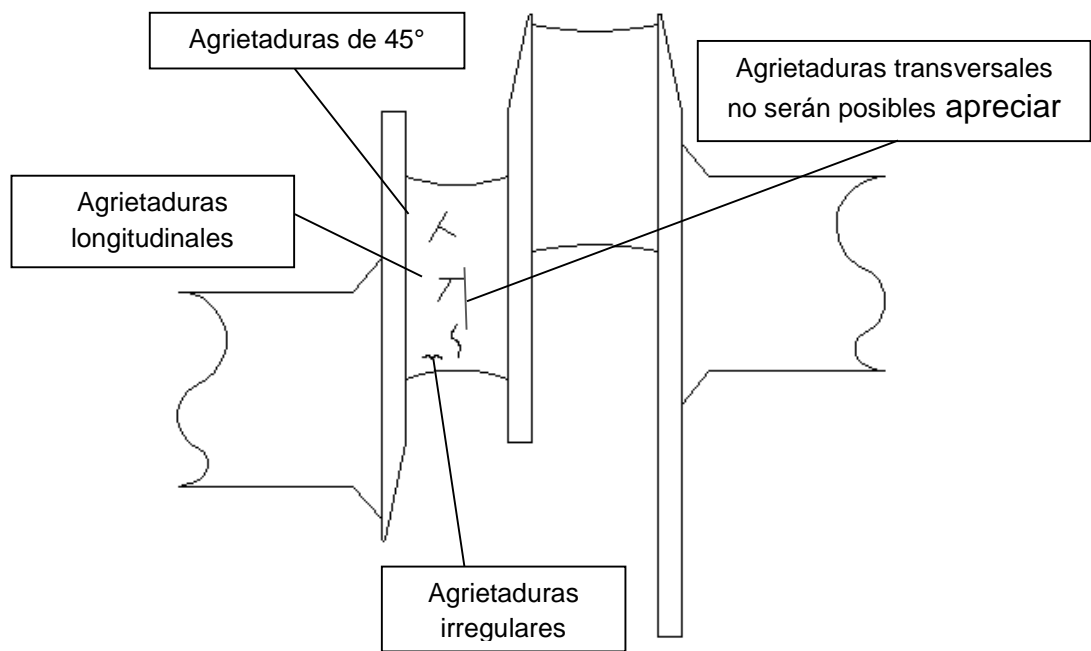 Agrietaduras de 45°
Agrietaduras transversales
no serán posibles apreciar
Agrietaduras
longitudinales
Agrietaduras
irregulares